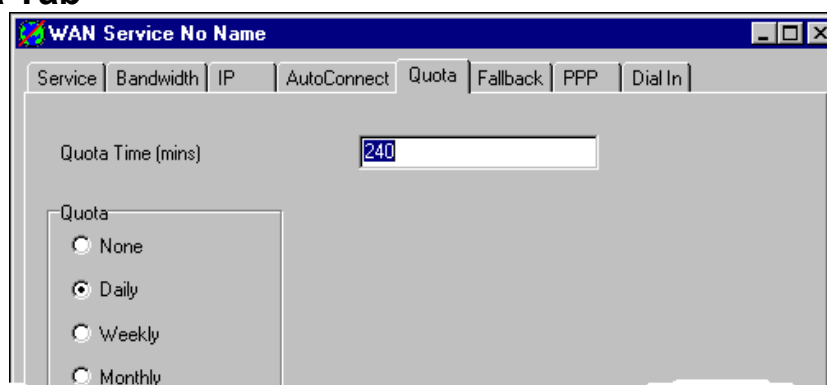 Tab
WAN Service No Name
Service Bandwidth IP AutoConnect Quota Fallback PPP Dial In
Quota Time (mins) 240
Quota
None
Daily
Weekly
Monthly